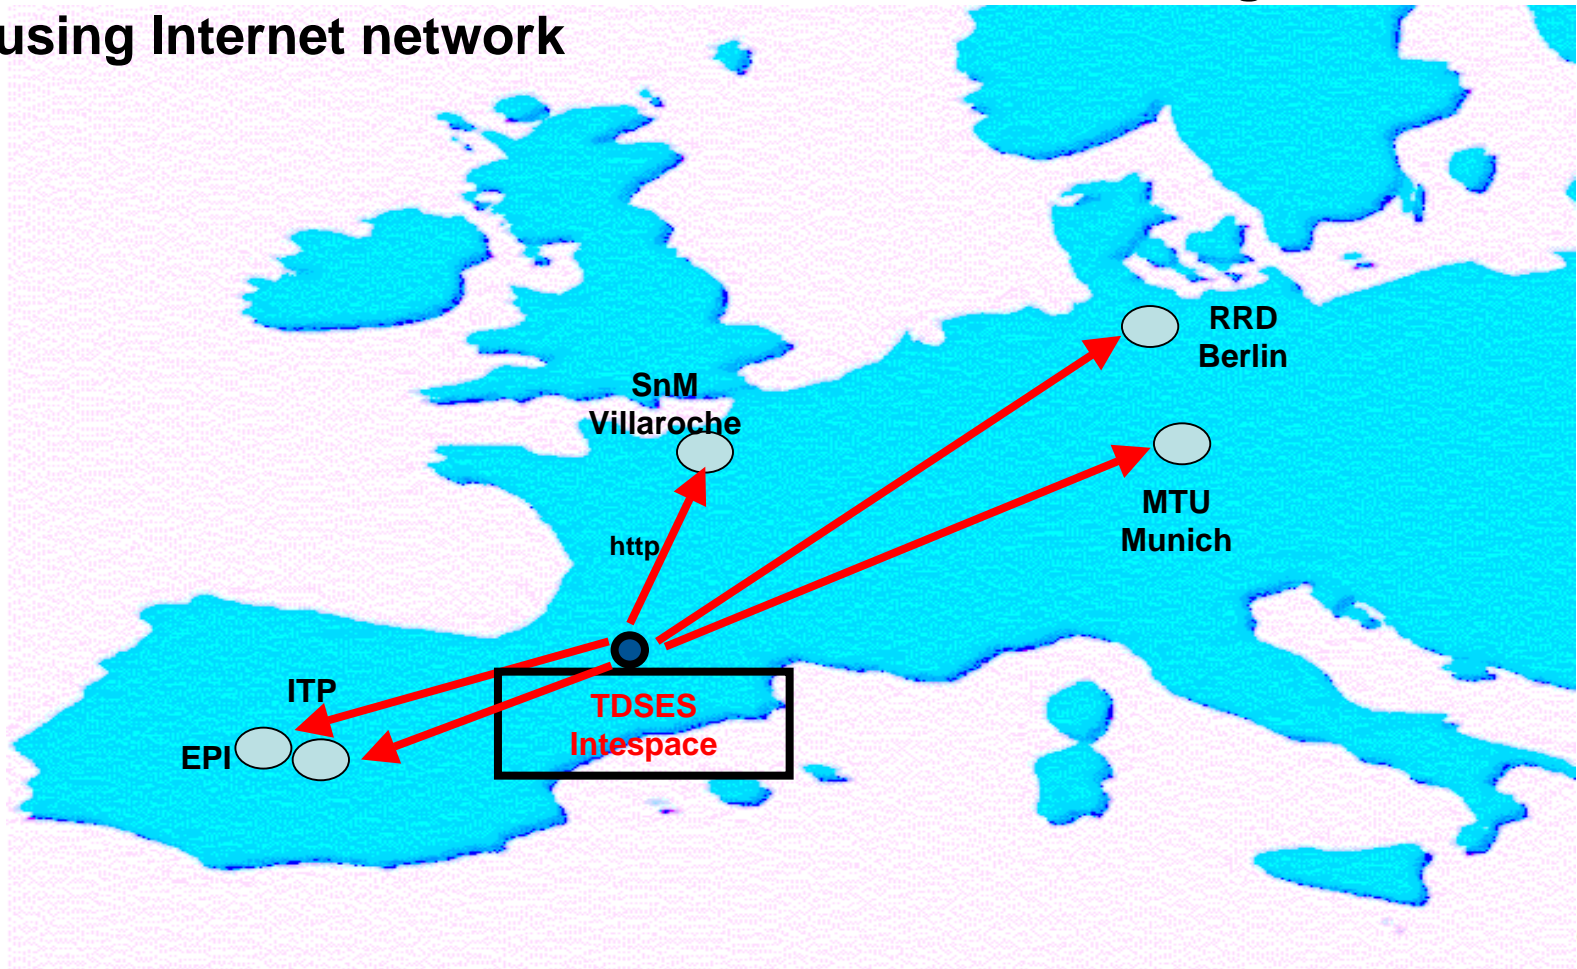 using Internet network
RRD
Berlin
SnM
Villaroche
MTU
Munich
http
ITP
EPI
TDSES
Intespace